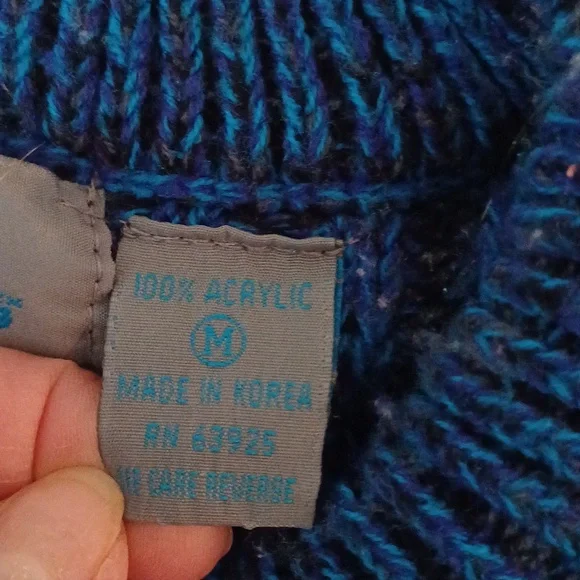 100% ACRYLIC
M
MADE IN KOREA
RN 63925
CARE REVERSE